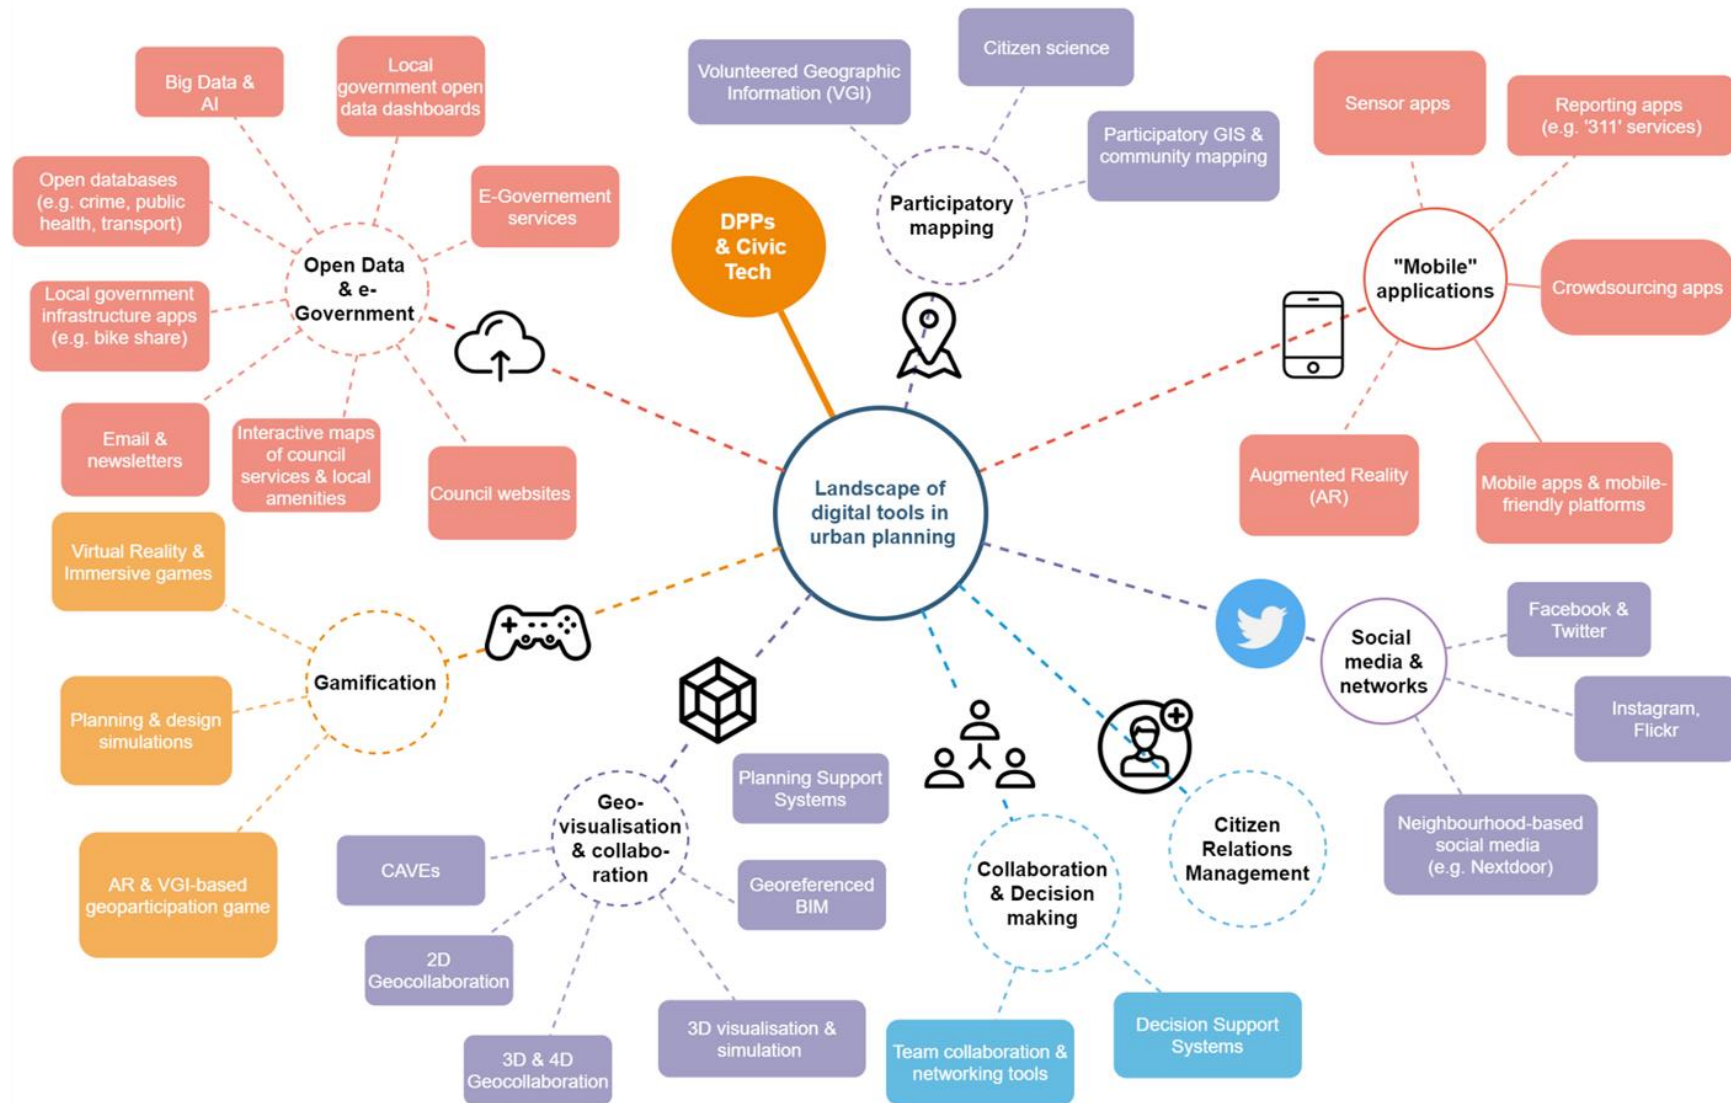 Big Data &
AI
Local
government open
data dashboards
Open databases
(e.g. crime, public
health, transport)
E-Governement
services
Open Data
& e-
Government
Local government
infrastructure apps
(e.g. bike share)
Email &
newsletters
Interactive maps
of council
services & local
amenities
Council websites
DPPs
& Civic
Tech
Volunteered Geographic
Information (VGI)
Citizen science
Participatory GIS &
community mapping
Participatory
mapping
Sensor apps
Reporting apps
(e.g. '311' services)
"Mobile"
applications
Crowdsourcing apps
Augmented Reality
(AR)
Mobile apps & mobile-
friendly platforms
Landscape of
digital tools in
urban planning
Virtual Reality &
Immersive games
Gamification
Planning & design
simulations
AR & VGI-based
geoparticipation game
Geo-
visualisation
& collabo-
ration
Planning Support
Systems
CAVEs
Georeferenced
BIM
2D
Geocollaboration
3D & 4D
Geocollaboration
3D visualisation &
simulation
Collaboration
& Decision
making
Team collaboration &
networking tools
Decision Support
Systems
Citizen
Relations
Management
Social
media &
networks
Facebook &
Twitter
Instagram,
Flickr
Neighbourhood-based
social media
(e.g. Nextdoor)